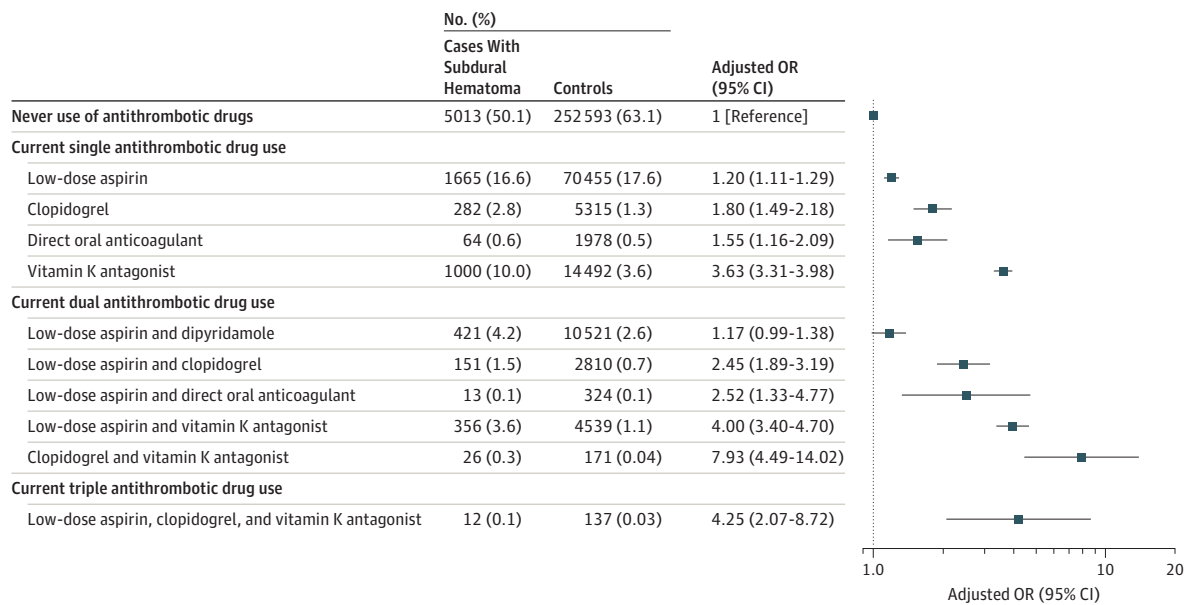 No. (%)
Cases With
Subdural
Hematoma Controls Adjusted OR
(95% CI)
Never use of antithrombotic drugs 5013 (50.1) 252 593 (63.1) 1 [Reference]
Current single antithrombotic drug use
Low-dose aspirin 1665 (16.6) 70 455 (17.6) 1.20 (1.11-1.29)
Clopidogrel 282 (2.8) 5315 (1.3) 1.80 (1.49-2.18)
Direct oral anticoagulant 64 (0.6) 1978 (0.5) 1.55 (1.16-2.09)
Vitamin K antagonist 1000 (10.0) 14 492 (3.6) 3.63 (3.31-3.98)
Current dual antithrombotic drug use
Low-dose aspirin and dipyridamole 421 (4.2) 10 521 (2.6) 1.17 (0.99-1.38)
Low-dose aspirin and clopidogrel 151 (1.5) 2810 (0.7) 2.45 (1.89-3.19)
Low-dose aspirin and direct oral anticoagulant 13 (0.1) 324 (0.1) 2.52 (1.33-4.77)
Low-dose aspirin and vitamin K antagonist 356 (3.6) 4539 (1.1) 4.00 (3.40-4.70)
Clopidogrel and vitamin K antagonist 26 (0.3) 171 (0.04) 7.93 (4.49-14.02)
Current triple antithrombotic drug use
Low-dose aspirin, clopidogrel, and vitamin K antagonist 12 (0.1) 137 (0.03) 4.25 (2.07-8.72)
1.0 10 20
Adjusted OR (95% CI)